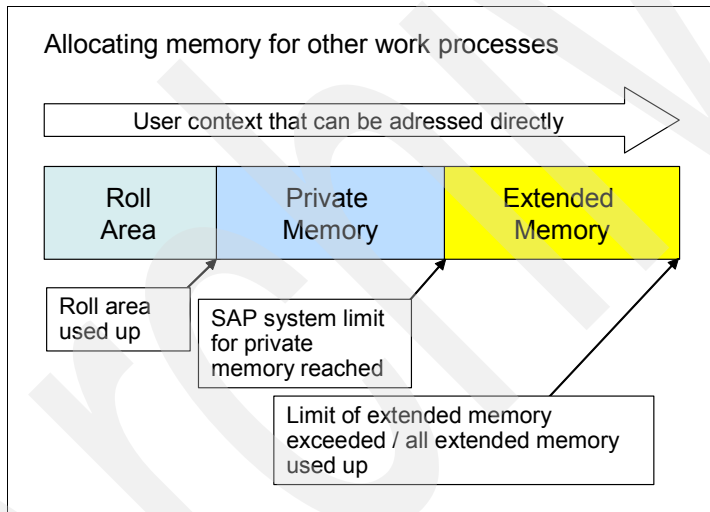 Allocating memory for other work processes
User context that can be adressed directly
Roll
Area
Private
Memory
Extended
Memory
Roll area
used up
SAP system limit
for private
memory reached
Limit of extended memory
exceeded / all extended memory
used up